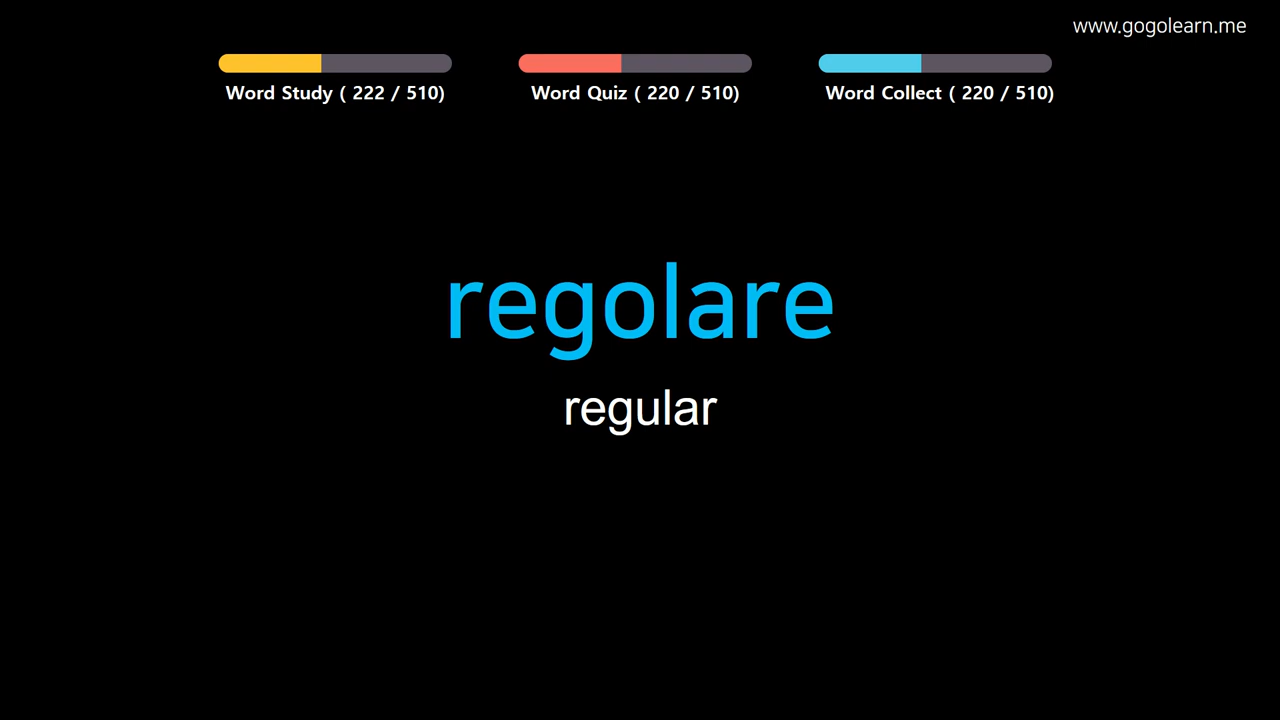 www.gogolearn.me
Word Study ( 222 / 510)
Word Quiz ( 220 / 510)
Word Collect ( 220 / 510)
regolare
regular